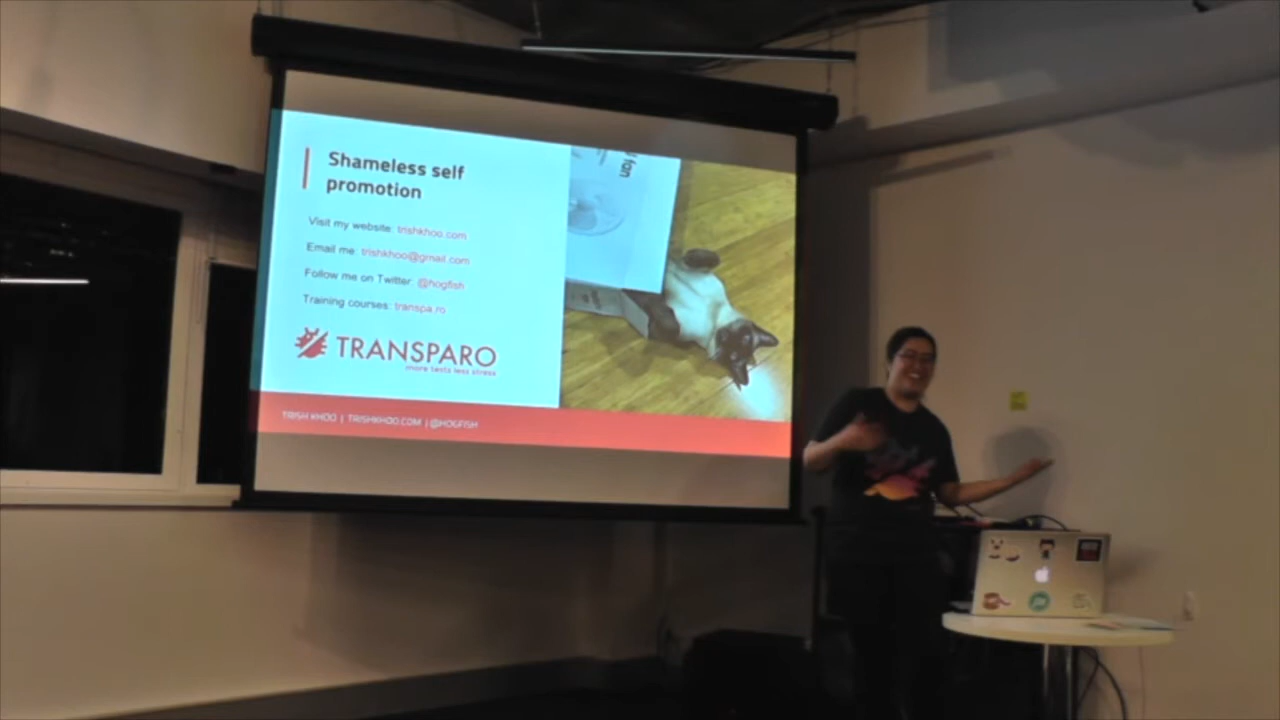 Shameless self
promotion
Visit my website: trishkhoo.com
Email me: trishkhoo@gmail.com
Follow me on Twitter: @hogfish
Training courses: transpa.ro
TRANSPARO
more tests less stress
TRISH KHOO | TRISHKHOO.COM | @HOGFISH
fan